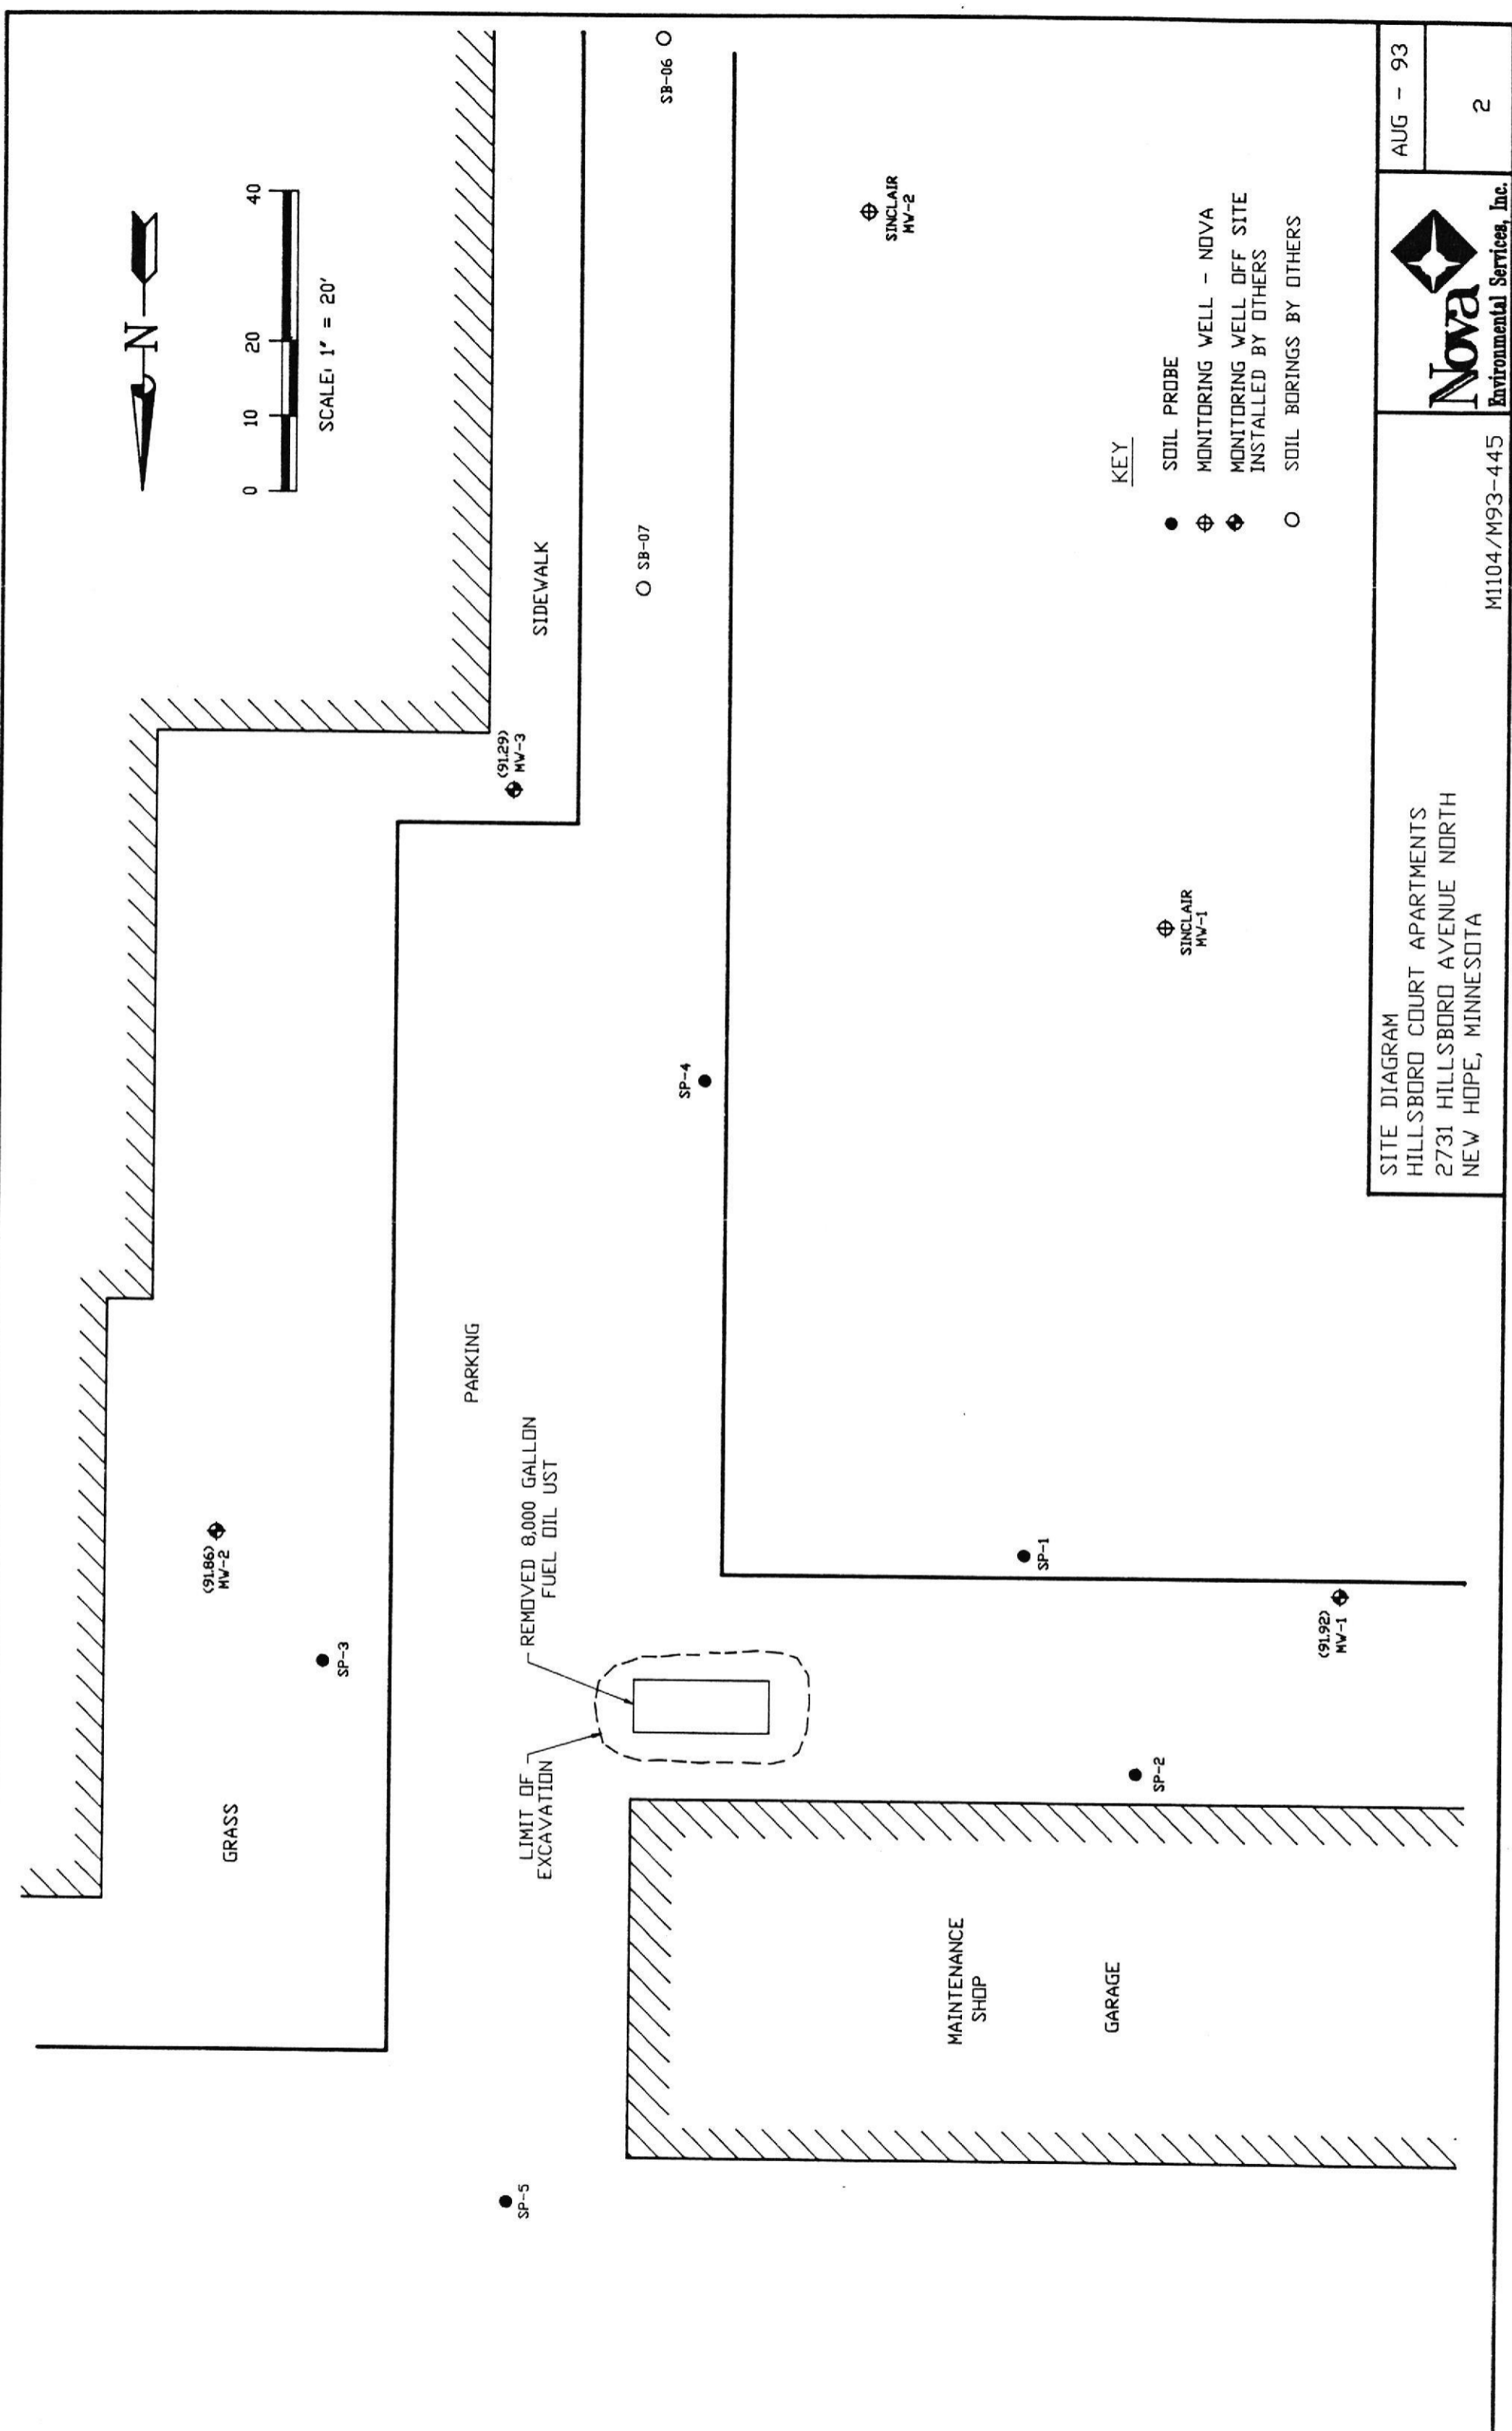 N
0 10 20 40
SCALE: 1" = 20'
(91.86)
MW-2
SP-3
GRASS
(91.29)
MW-3
SIDEWALK
SB-06
SB-07
PARKING
REMOVED 8,000 GALLON
FUEL OIL UST
LIMIT OF
EXCAVATION
SP-5
SP-4
SINCLAIR
MW-2
SINCLAIR
MW-1
SP-1
(91.92)
MW-1
SP-2
MAINTENANCE
SHOP
GARAGE
KEY
SOIL PROBE
MONITORING WELL - NOVA
MONITORING WELL OFF SITE
INSTALLED BY OTHERS
SOIL BORINGS BY OTHERS
SITE DIAGRAM
HILLSBORO COURT APARTMENTS
2731 HILLSBORO AVENUE NORTH
NEW HOPE, MINNESOTA
M1104/M93-445
Nova
Environmental Services, Inc.
AUG - 93
2